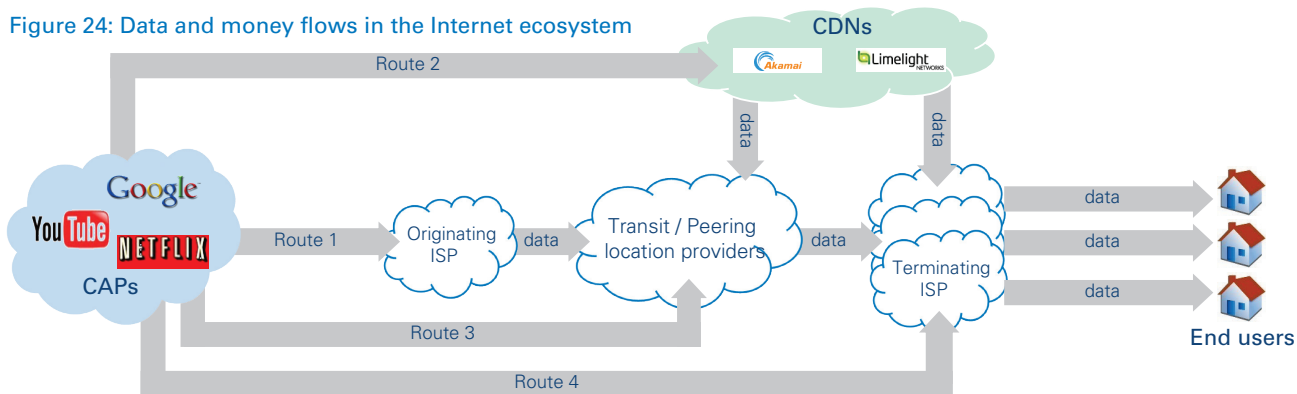 Figure 24: Data and money flows in the Internet ecosystem
CDNs
Route 2
Akamai
Limelight
NETWORKS
data
data
Google
YouTube
NETFLIX
CAPs
Route 1
Originating
ISP
data
Transit / Peering
location providers
data
Terminating
ISP
data
data
data
End users
Route 3
Route 4